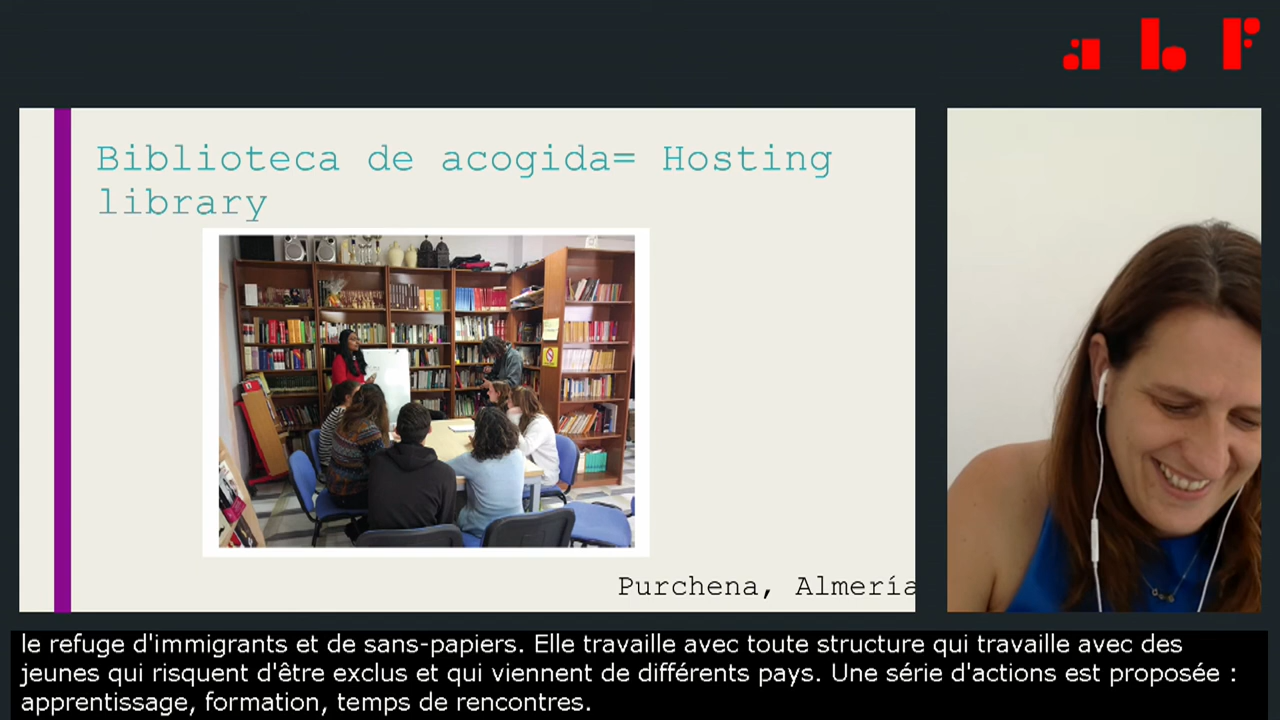 abf
Biblioteca de acogida= Hosting
library
Purchena, Almería
le refuge d'immigrants et de sans-papiers. Elle travaille avec toute structure qui travaille avec des
jeunes qui risquent d'être exclus et qui viennent de différents pays. Une série d'actions est proposée :
apprentissage, formation, temps de rencontres.